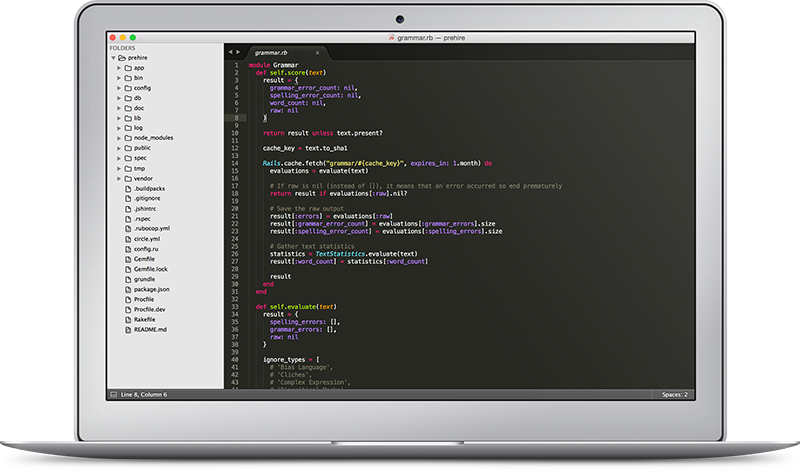 grammar.rb — prehire
FOLDERS
prehire
app
bin
config
db
doc
lib
log
node_modules
public
spec
tmp
vendor
.buildpacks
.gitignore
.jshintrc
.rspec
.rubocop.yml
circle.yml
config.ru
Gemfile
Gemfile.lock
grundle
package.json
Procfile
Procfile.dev
Rakefile
README.md
grammar.rb ×
1 module Grammar
2 def self.score(text)
3 result = {
4 grammar_error_count: nil,
5 spelling_error_count: nil,
6 word_count: nil,
7 raw: nil
8 }
9
10 return result unless text.present?
11
12 cache_key = text.to_sha1
13
14 Rails.cache.fetch("grammar/#{cache_key}", expires_in: 1.month) do
15 evaluations = evaluate(text)
16
17 # If raw is nil (instead of []), it means that an error occurred so end prematurely
18 return result if evaluations[:raw].nil?
19
20 # Save the raw output
21 result[:errors] = evaluations[:raw]
22 result[:grammar_error_count] = evaluations[:grammar_errors].size
23 result[:spelling_error_count] = evaluations[:spelling_errors].size
24
25 # Gather text statistics
26 statistics = TextStatistics.evaluate(text)
27 result[:word_count] = statistics[:word_count]
28
29 result
30 end
31 end
32
33 def self.evaluate(text)
34 result = {
35 spelling_errors: [],
36 grammar_errors: [],
37 raw: nil
38 }
39
40 ignore_types = [
41 # 'Bias Language',
42 # 'Cliches',
43 # 'Complex Expression',
Line 8, Column 6
Spaces: 2